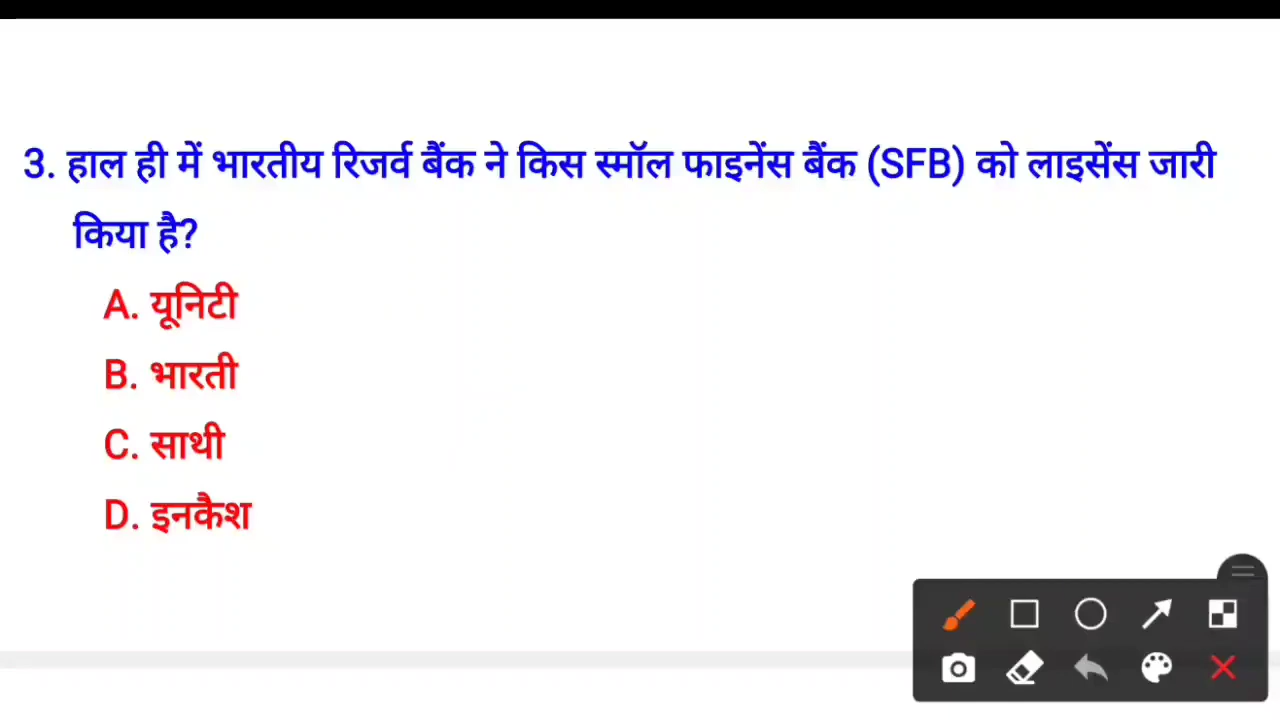 3. हाल ही में भारतीय रिजर्व बैंक ने किस स्मॉल फाइनेंस बैंक (SFB) को लाइसेंस जारी
किया है?
A. यूनिटी
B. भारती
C. साथी
D. इनकैश